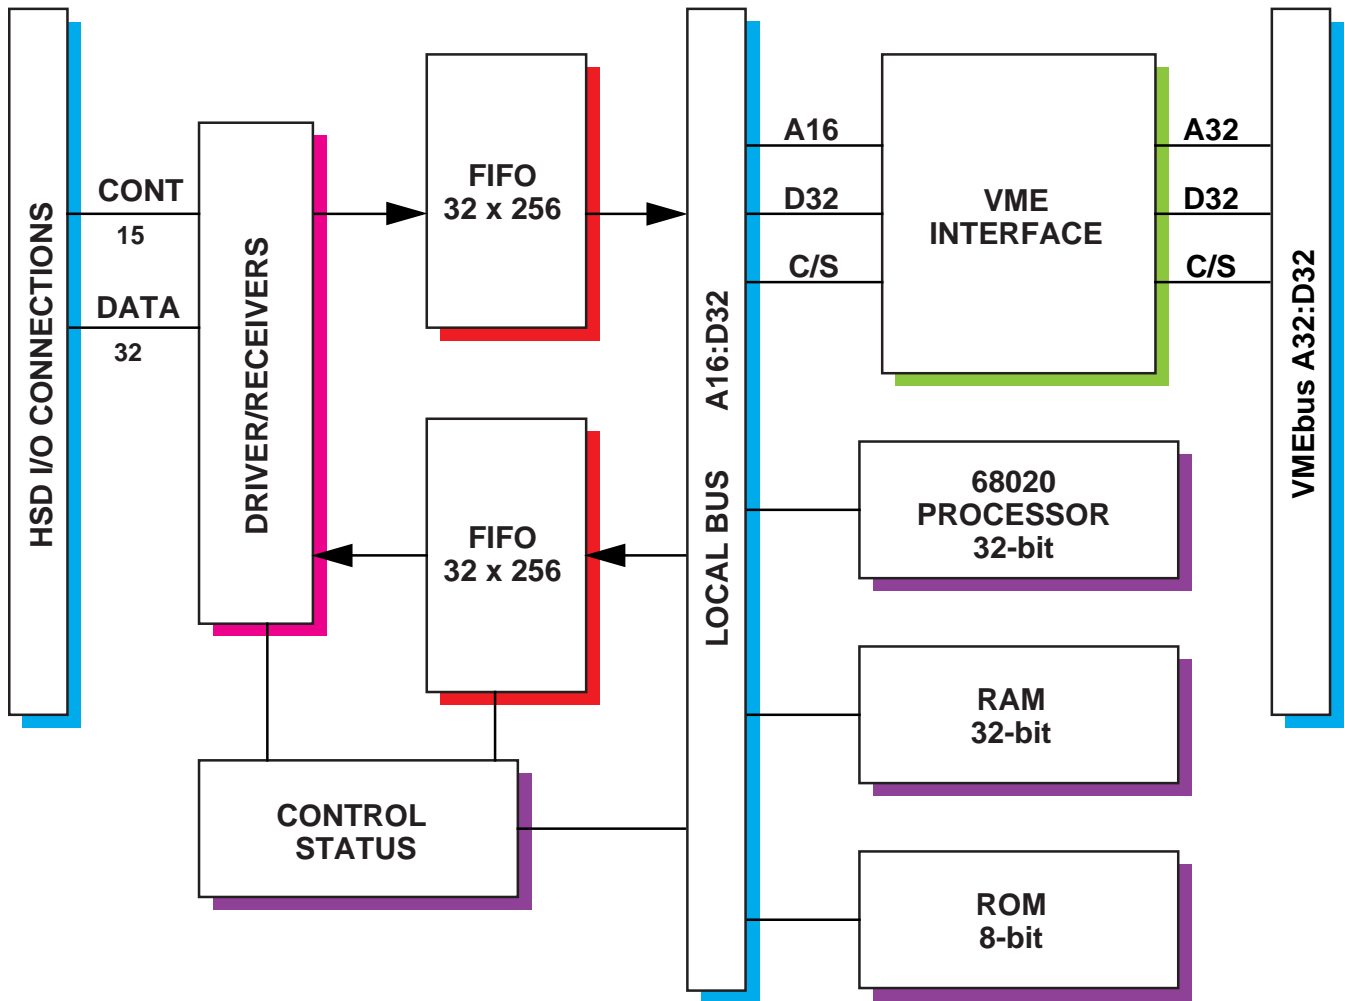 HSD I/O CONNECTIONS
CONT
15
DATA
32
DRIVER/RECEIVERS
FIFO
32 x 256
FIFO
32 x 256
CONTROL
STATUS
LOCAL BUS A16:D32
A16
D32
C/S
VME
INTERFACE
A32
D32
C/S
68020
PROCESSOR
32-bit
RAM
32-bit
ROM
8-bit
VMEbus A32:D32